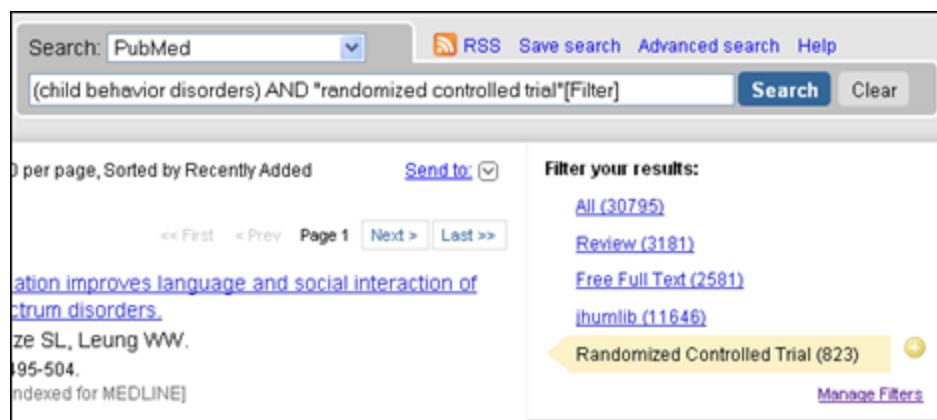 Search: PubMed
RSS Save search Advanced search Help
(child behavior disorders) AND "randomized controlled trial"[Filter]
Search Clear
0 per page, Sorted by Recently Added
Send to:
<< First < Prev Page 1 Next > Last >>
ation improves language and social interaction of
ctrum disorders.
ze SL, Leung WW.
495-504.
ndexed for MEDLINE]
Filter your results:
All (30795)
Review (3181)
Free Full Text (2581)
jhumlib (11646)
Randomized Controlled Trial (823)
Manage Filters